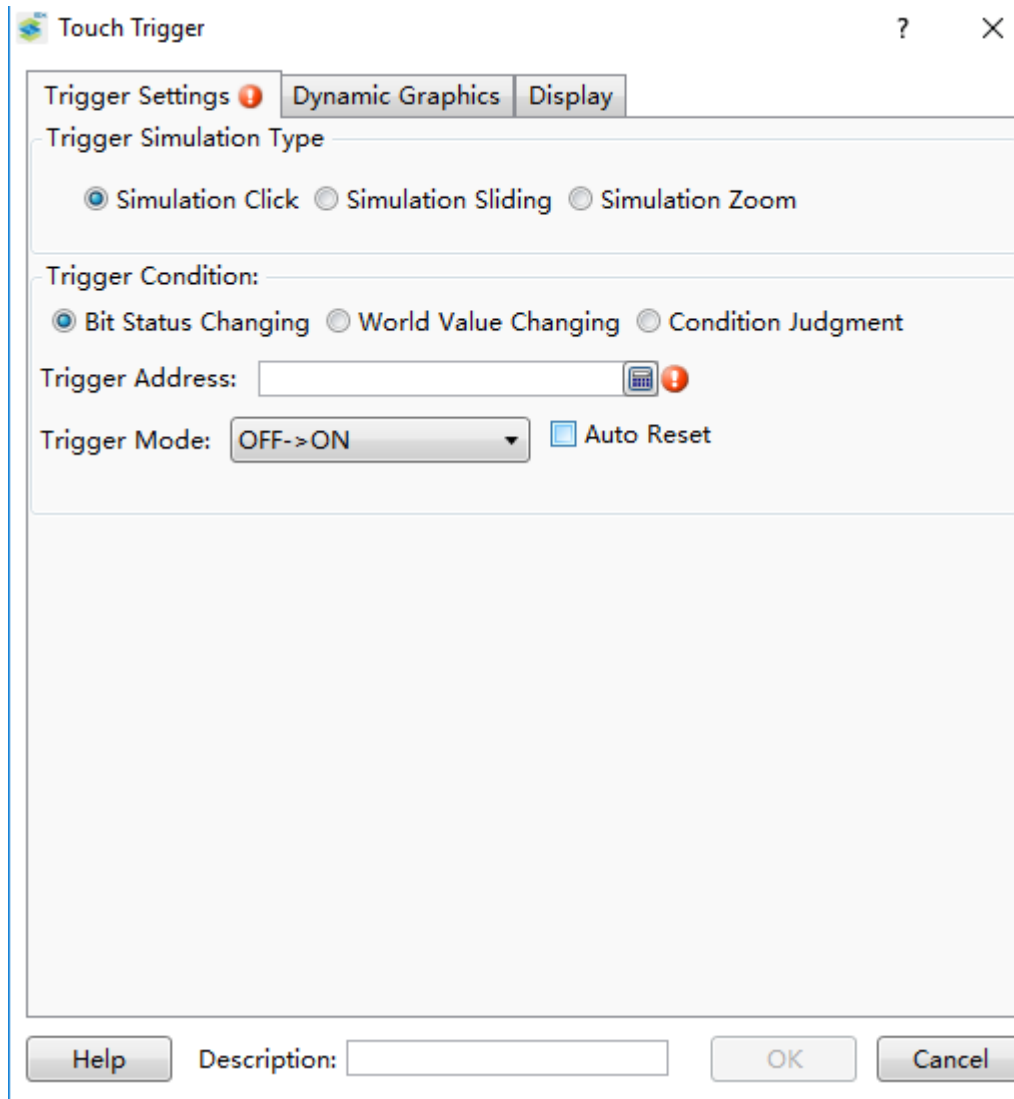 Touch Trigger ?
Trigger Settings Dynamic Graphics Display
Trigger Simulation Type
Simulation Click Simulation Sliding Simulation Zoom
Trigger Condition:
Bit Status Changing World Value Changing Condition Judgment
Trigger Address:
Trigger Mode: OFF->ON Auto Reset
Help Description: OK Cancel